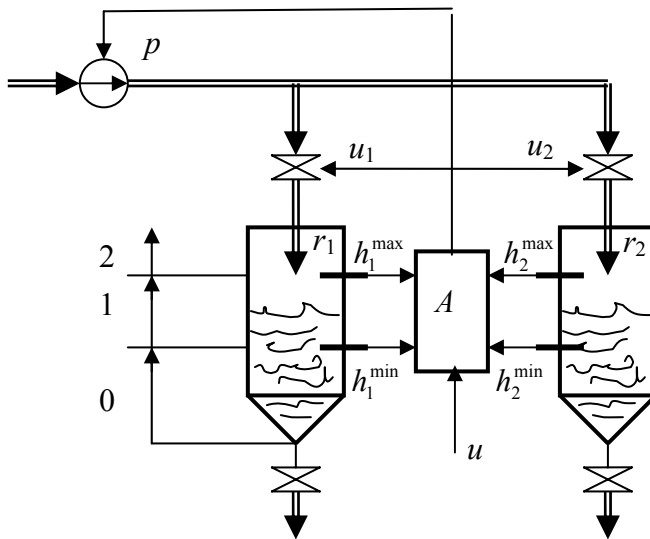 p
u₁ u₂
2 r₁ h₁ᵐᵃˣ h₂ᵐᵃˣ r₂
1 A
0 h₁ᵐⁱⁿ h₂ᵐⁱⁿ
u